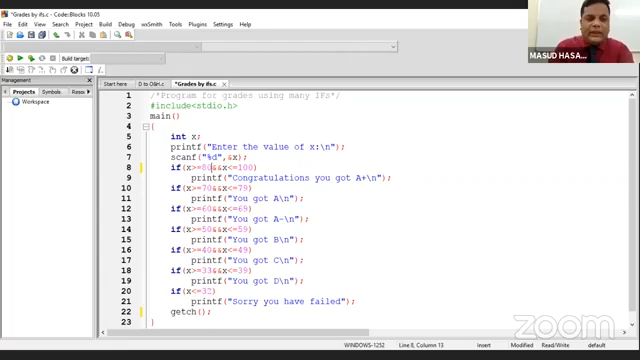 *Grades by ifs.c - Code::Blocks 10.05
File Edit View Search Project Build Debug wxSmith Tools Plugins Settings Help
Build target:
Management
Projects Symbols Resou
Workspace
Start here
*Grades by ifs.c
1 /*Program for grades using many IFs*/
2 #include<stdio.h>
3 main()
4 {
5 int x;
6 printf("Enter the value of x:\n");
7 scanf("%d",&x);
8 if(x>=80&&x<=100)
9 printf("Congratulations you got A+\n");
10 if(x>=70&&x<=79)
11 printf("You got A\n");
12 if(x>=60&&x<=69)
13 printf("You got A-\n");
14 if(x>=50&&x<=59)
15 printf("You got B\n");
16 if(x>=40&&x<=49)
17 printf("You got C\n");
18 if(x>=33&&x<=39)
19 printf("You got D\n");
20 if(x<=32)
21 printf("Sorry you have failed");
22 getch();
23 }
MASUD HASA...
zoom
WINDOWS-1252 Line 8, Column 13 Insert Modified Read/Write default